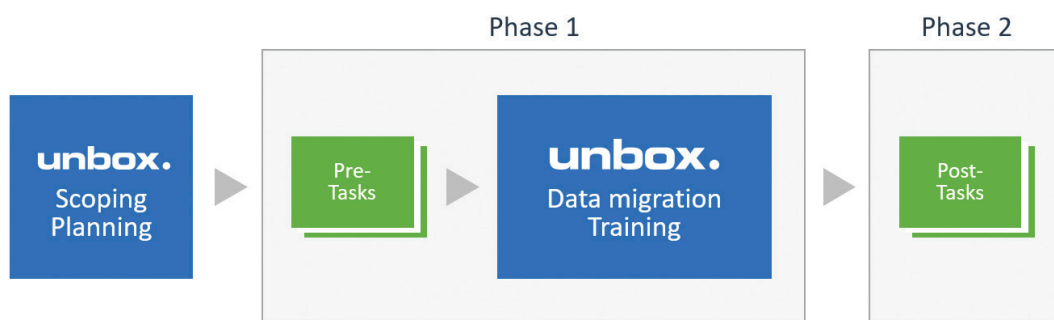 Phase 1
Phase 2
unbox.
Scoping
Planning
Pre-
Tasks
unbox.
Data migration
Training
Post-
Tasks